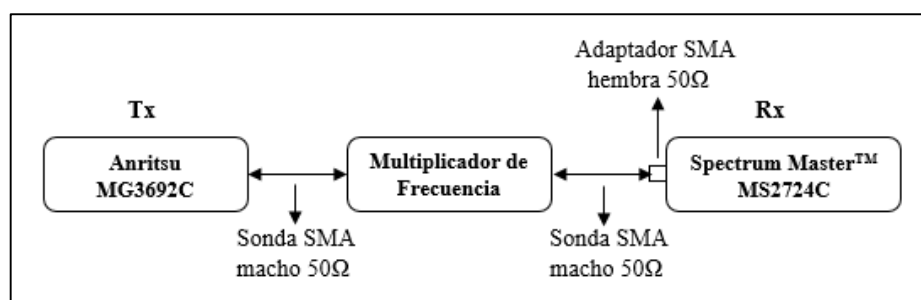 Adaptador SMA
hembra 50Ω
Tx
Rx
Anritsu
MG3692C
Multiplicador de
Frecuencia
Spectrum Master™
MS2724C
Sonda SMA
macho 50Ω
Sonda SMA
macho 50Ω